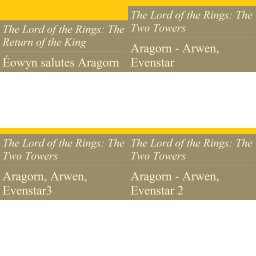 The Lord of the Rings: The
Return of the King
Éowyn salutes Aragorn
The Lord of the Rings: The
Two Towers
Aragorn - Arwen,
Evenstar
The Lord of the Rings: The
Two Towers
Aragorn, Arwen,
Evenstar3
The Lord of the Rings: The
Two Towers
Aragorn - Arwen,
Evenstar 2